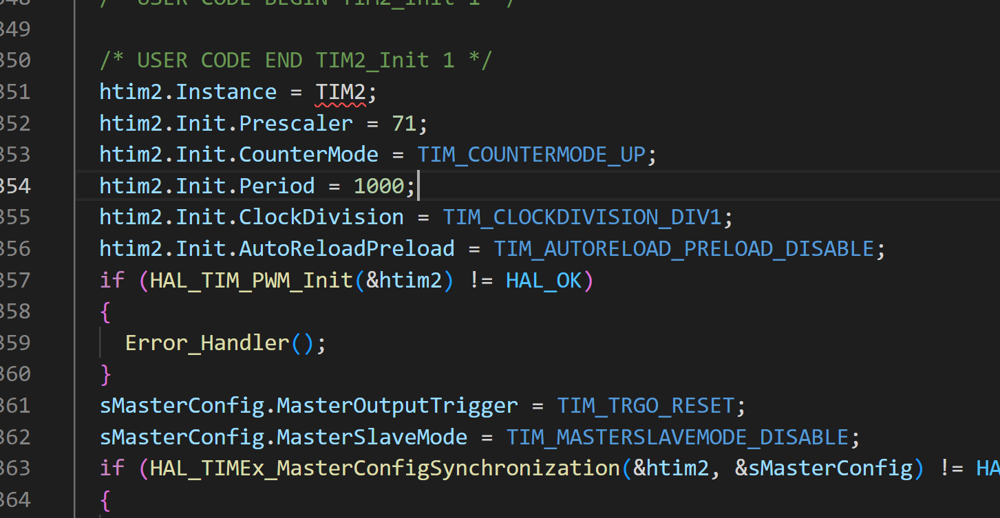 /* USER CODE BEGIN TIM2_Init 1 */
349
350 /* USER CODE END TIM2_Init 1 */
351 htim2.Instance = TIM2;
352 htim2.Init.Prescaler = 71;
353 htim2.Init.CounterMode = TIM_COUNTERMODE_UP;
354 htim2.Init.Period = 1000;
355 htim2.Init.ClockDivision = TIM_CLOCKDIVISION_DIV1;
356 htim2.Init.AutoReloadPreload = TIM_AUTORELOAD_PRELOAD_DISABLE;
357 if (HAL_TIM_PWM_Init(&htim2) != HAL_OK)
358 {
359 Error_Handler();
360 }
361 sMasterConfig.MasterOutputTrigger = TIM_TRGO_RESET;
362 sMasterConfig.MasterSlaveMode = TIM_MASTERSLAVEMODE_DISABLE;
363 if (HAL_TIMEx_MasterConfigSynchronization(&htim2, &sMasterConfig) != HA
364 {